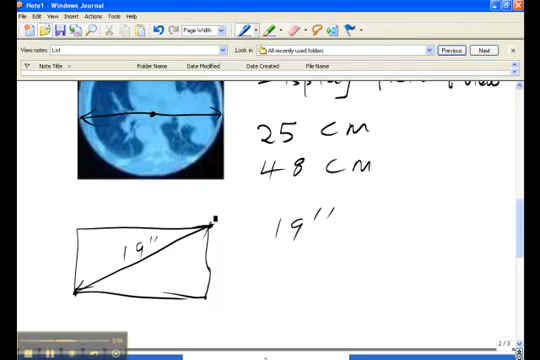 Note1 - Windows Journal
File Edit View Insert Actions Tools Help
Page Width
View notes: List Look in: All recently used folders Previous Next
Note Title Folder Name Date Modified Date Created File Name
Display
view
25 cm
48 cm
19"
19"
2 / 3